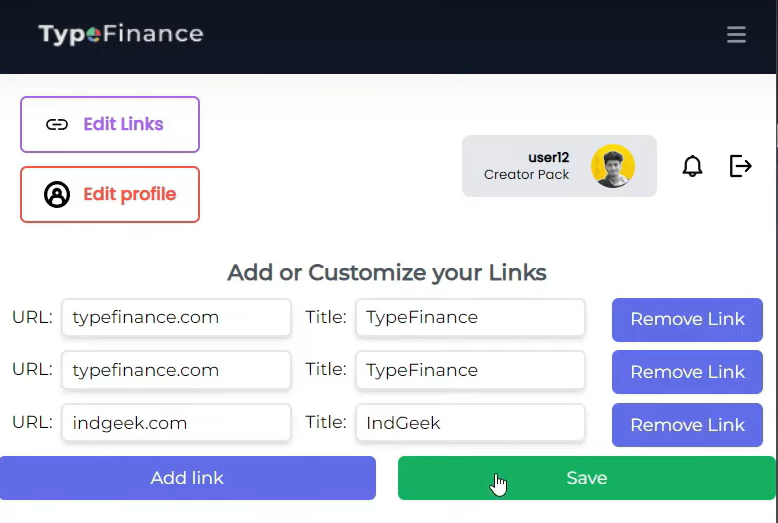 TypeFinance
Edit Links
Edit profile
user12
Creator Pack
Add or Customize your Links
URL: typefinance.com Title: TypeFinance Remove Link
URL: typefinance.com Title: TypeFinance Remove Link
URL: indgeek.com Title: IndGeek Remove Link
Add link Save